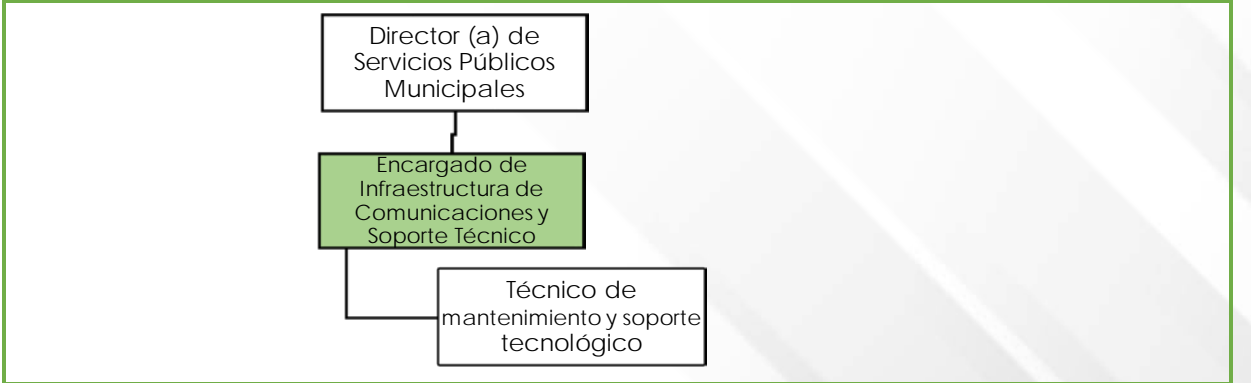 Director (a) de
Servicios Públicos
Municipales
Encargado de
Infraestructura de
Comunicaciones y
Soporte Técnico
Técnico de
mantenimiento y soporte
tecnológico